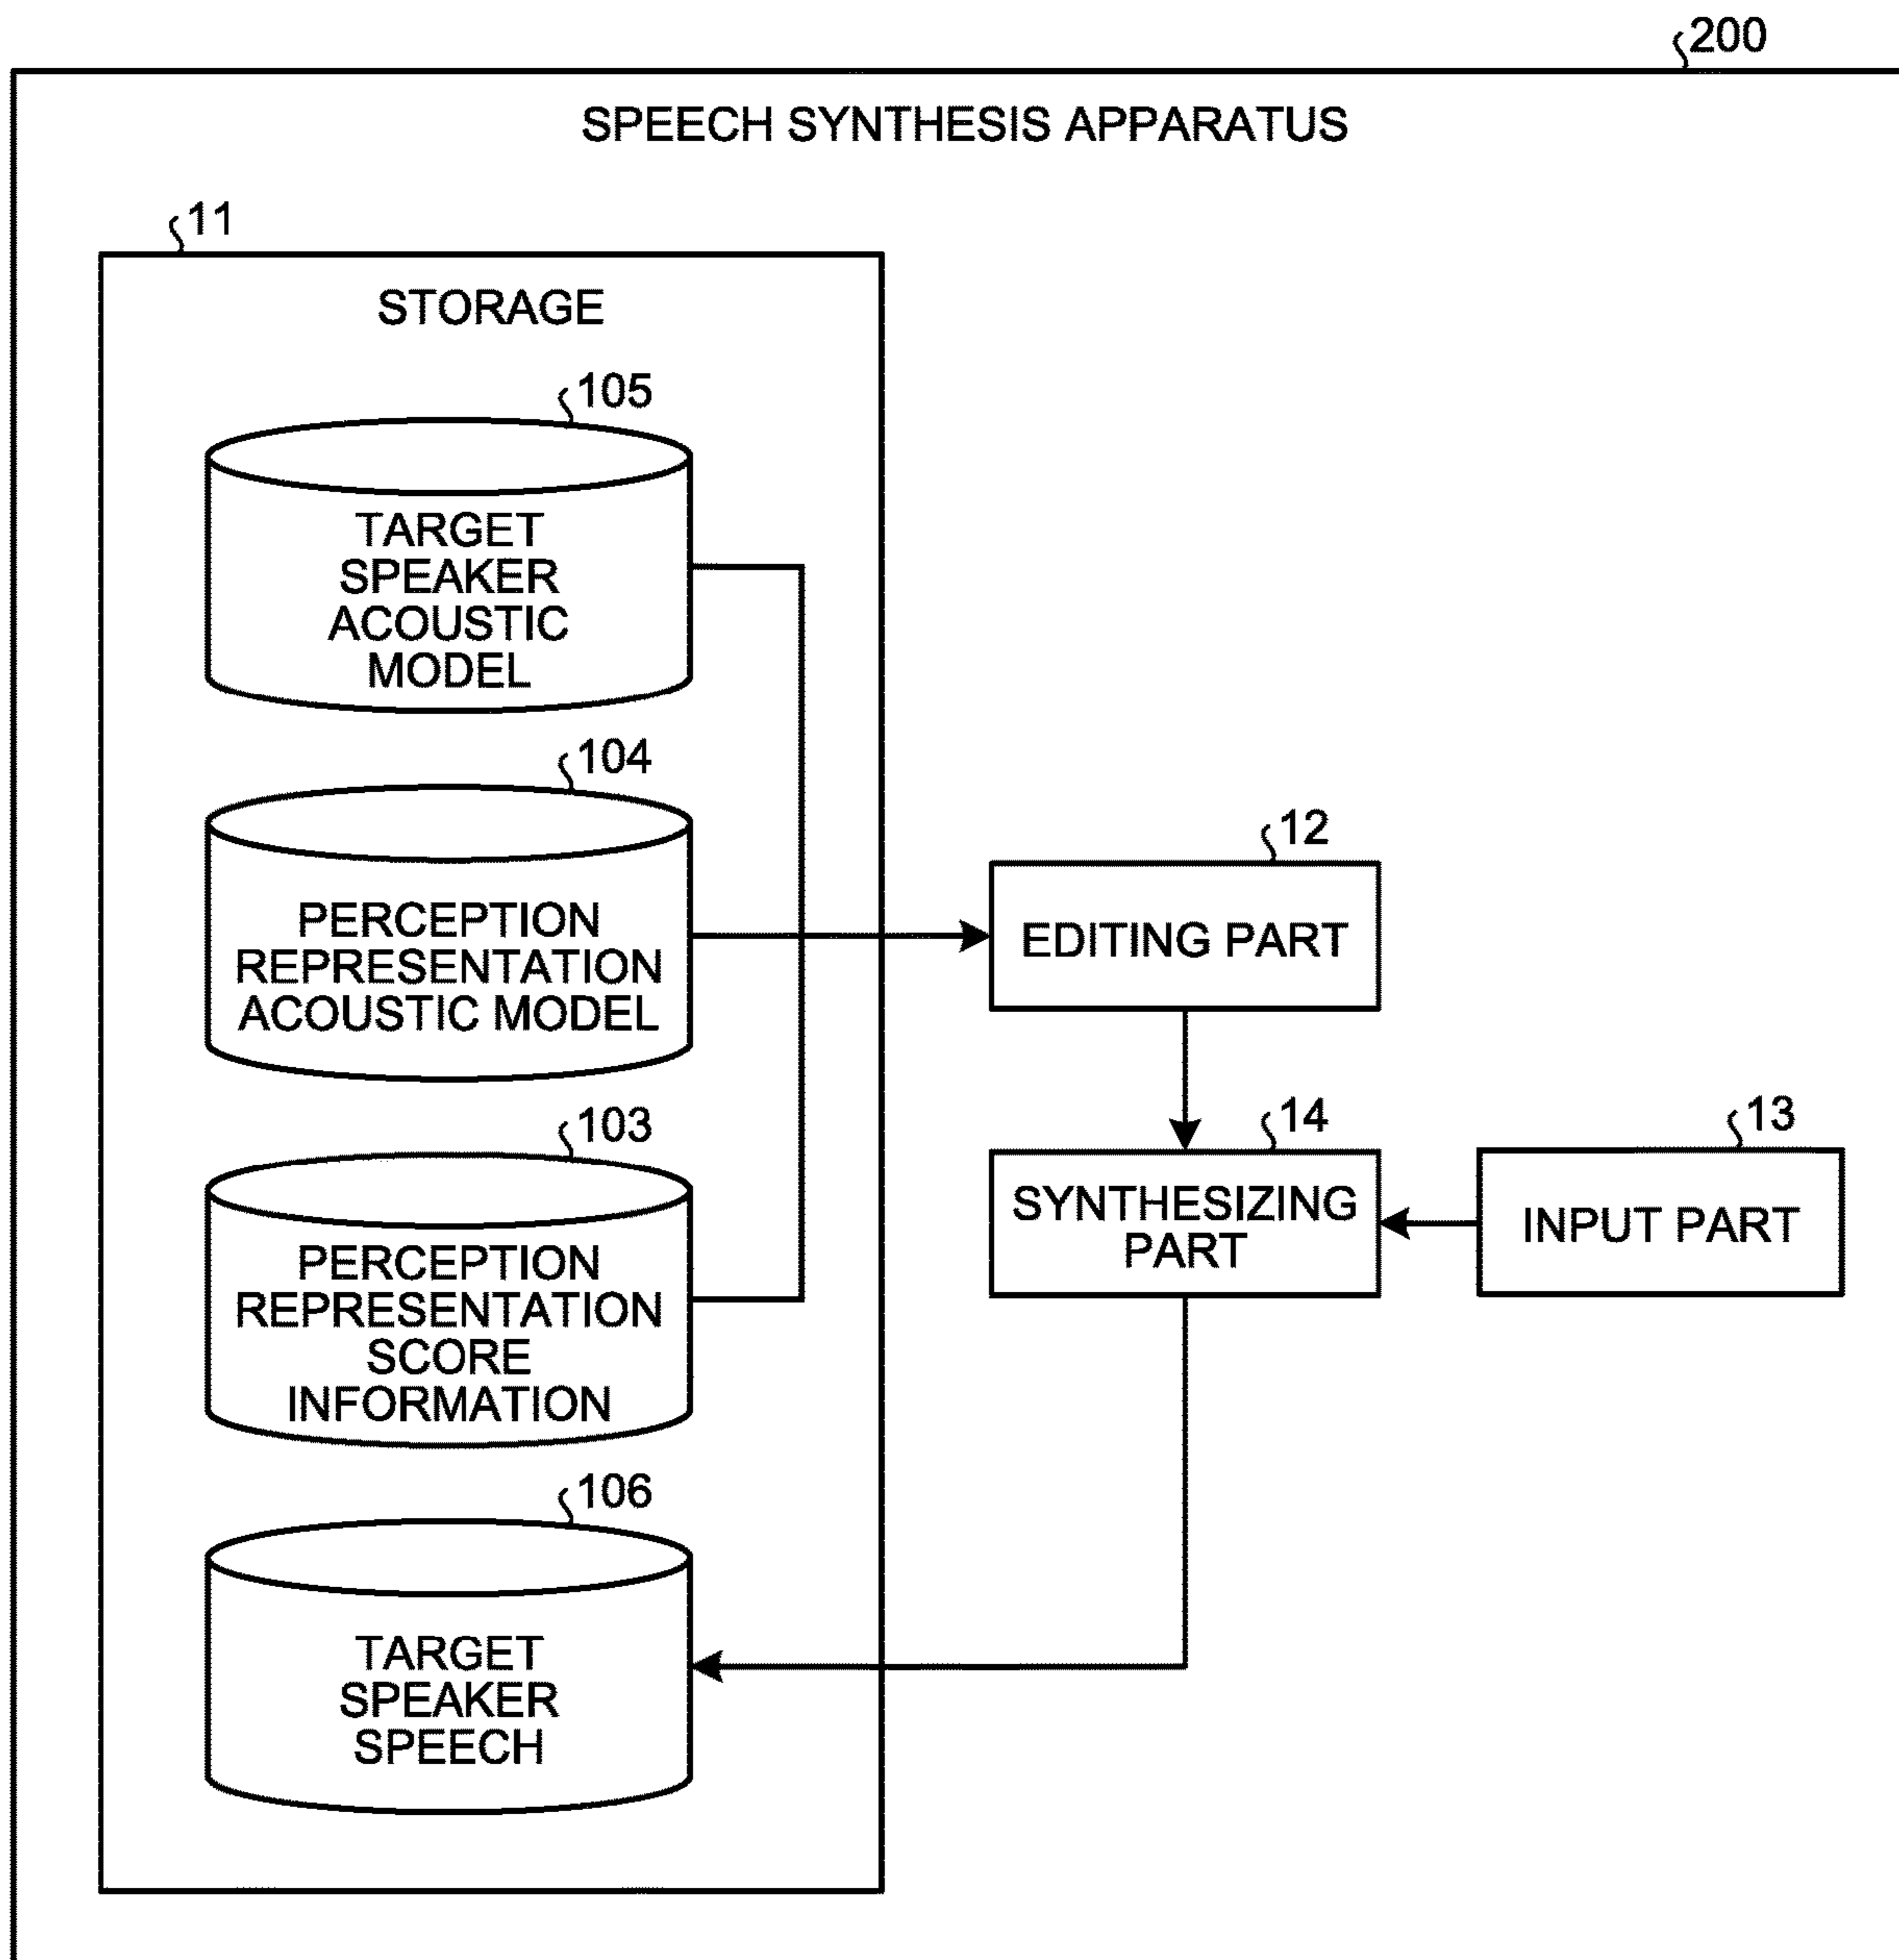 200
SPEECH SYNTHESIS APPARATUS
11
STORAGE
105
TARGET
SPEAKER
ACOUSTIC
MODEL
104
PERCEPTION
REPRESENTATION
ACOUSTIC MODEL
12
EDITING PART
103
PERCEPTION
REPRESENTATION
SCORE
INFORMATION
14
SYNTHESIZING
PART
13
INPUT PART
106
TARGET
SPEAKER
SPEECH